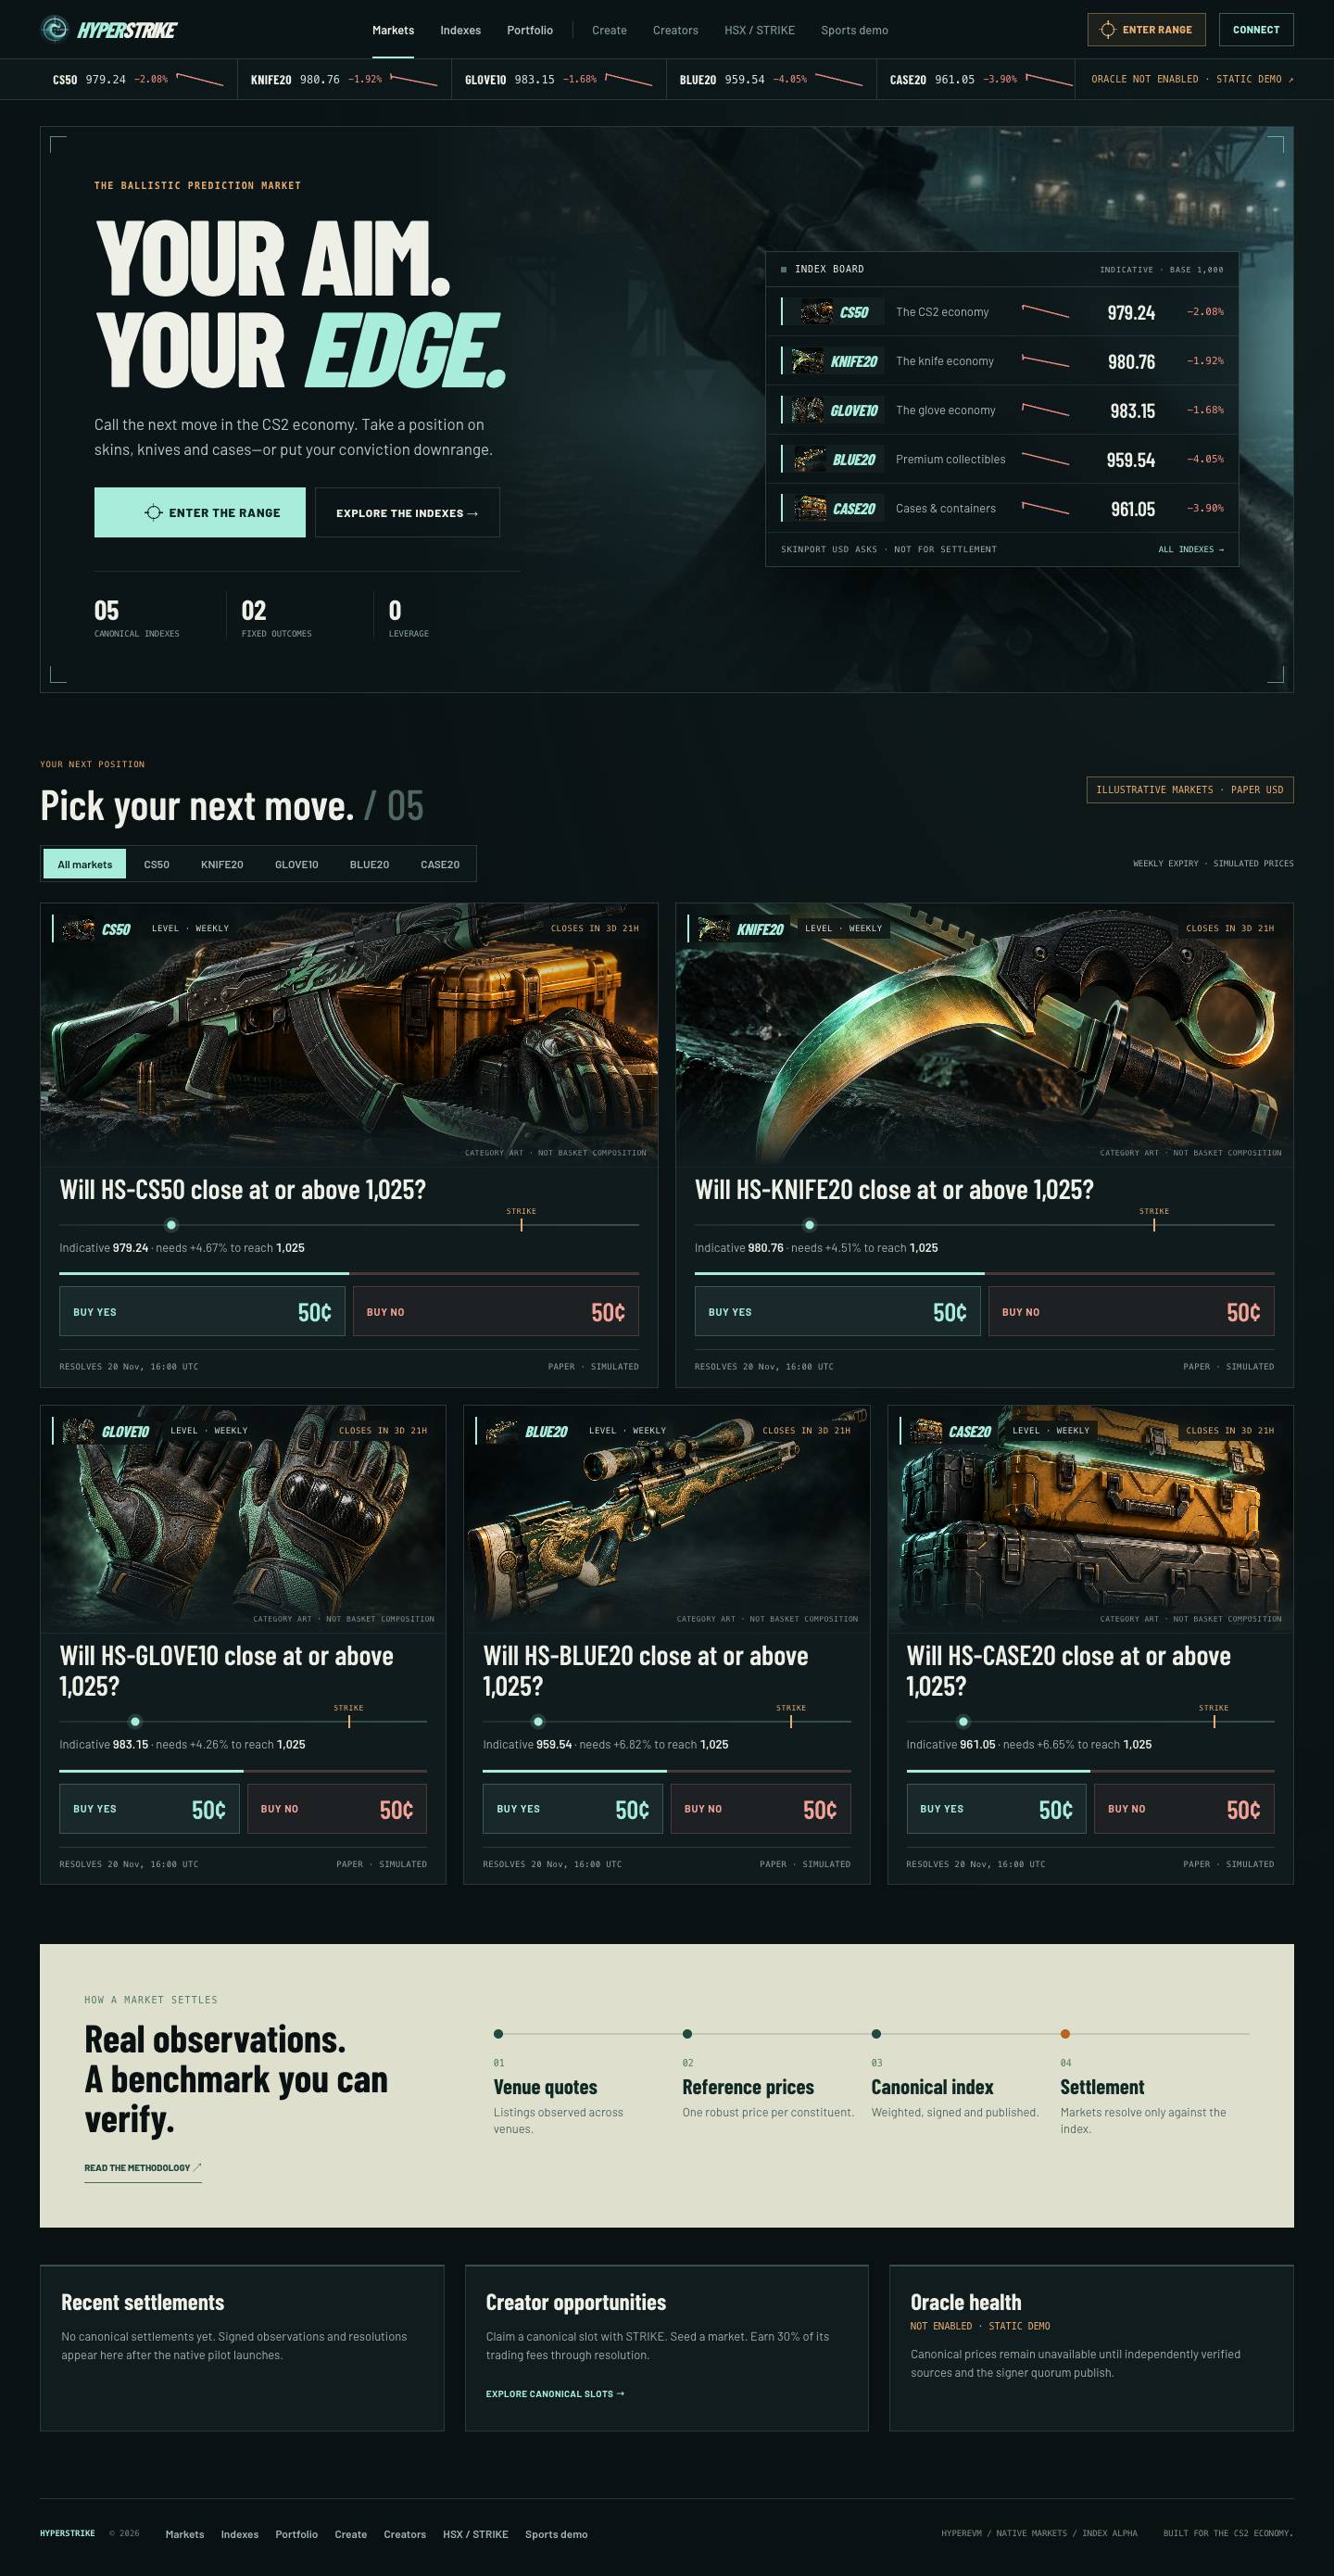 HYPERSTRIKE
Markets Indexes Portfolio Create Creators HSX / STRIKE Sports demo
ENTER RANGE CONNECT
CS50 979.24 −2.08% KNIFE20 980.76 −1.92% GLOVE10 983.15 −1.68% BLUE20 959.54 −4.05% CASE20 961.05 −3.90% ORACLE NOT ENABLED · STATIC DEMO ↗
THE BALLISTIC PREDICTION MARKET
YOUR AIM.
YOUR EDGE.
Call the next move in the CS2 economy. Take a position on
skins, knives and cases—or put your conviction downrange.
ENTER THE RANGE EXPLORE THE INDEXES →
05 02 0
CANONICAL INDEXES FIXED OUTCOMES LEVERAGE
INDEX BOARD INDICATIVE · BASE 1,000
CS50 The CS2 economy 979.24 −2.08%
KNIFE20 The knife economy 980.76 −1.92%
GLOVE10 The glove economy 983.15 −1.68%
BLUE20 Premium collectibles 959.54 −4.05%
CASE20 Cases & containers 961.05 −3.90%
SKINPORT USD ASKS · NOT FOR SETTLEMENT ALL INDEXES →
YOUR NEXT POSITION
Pick your next move. / 05
ILLUSTRATIVE MARKETS · PAPER USD
All markets CS50 KNIFE20 GLOVE10 BLUE20 CASE20
WEEKLY EXPIRY · SIMULATED PRICES
CS50 LEVEL · WEEKLY CLOSES IN 3D 21H
CATEGORY ART · NOT BASKET COMPOSITION
Will HS-CS50 close at or above 1,025?
STRIKE
Indicative 979.24 · needs +4.67% to reach 1,025
BUY YES 50¢ BUY NO 50¢
RESOLVES 20 Nov, 16:00 UTC PAPER · SIMULATED
KNIFE20 LEVEL · WEEKLY CLOSES IN 3D 21H
CATEGORY ART · NOT BASKET COMPOSITION
Will HS-KNIFE20 close at or above 1,025?
STRIKE
Indicative 980.76 · needs +4.51% to reach 1,025
BUY YES 50¢ BUY NO 50¢
RESOLVES 20 Nov, 16:00 UTC PAPER · SIMULATED
GLOVE10 LEVEL · WEEKLY CLOSES IN 3D 21H
CATEGORY ART · NOT BASKET COMPOSITION
Will HS-GLOVE10 close at or above
1,025?
STRIKE
Indicative 983.15 · needs +4.26% to reach 1,025
BUY YES 50¢ BUY NO 50¢
RESOLVES 20 Nov, 16:00 UTC PAPER · SIMULATED
BLUE20 LEVEL · WEEKLY CLOSES IN 3D 21H
CATEGORY ART · NOT BASKET COMPOSITION
Will HS-BLUE20 close at or above
1,025?
STRIKE
Indicative 959.54 · needs +6.82% to reach 1,025
BUY YES 50¢ BUY NO 50¢
RESOLVES 20 Nov, 16:00 UTC PAPER · SIMULATED
CASE20 LEVEL · WEEKLY CLOSES IN 3D 21H
CATEGORY ART · NOT BASKET COMPOSITION
Will HS-CASE20 close at or above
1,025?
STRIKE
Indicative 961.05 · needs +6.65% to reach 1,025
BUY YES 50¢ BUY NO 50¢
RESOLVES 20 Nov, 16:00 UTC PAPER · SIMULATED
HOW A MARKET SETTLES
Real observations.
A benchmark you can
verify.
READ THE METHODOLOGY ↗
01
Venue quotes
Listings observed across
venues.
02
Reference prices
One robust price per constituent.
03
Canonical index
Weighted, signed and published.
04
Settlement
Markets resolve only against the
index.
Recent settlements
No canonical settlements yet. Signed observations and resolutions
appear here after the native pilot launches.
Creator opportunities
Claim a canonical slot with STRIKE. Seed a market. Earn 30% of its
trading fees through resolution.
EXPLORE CANONICAL SLOTS →
Oracle health
NOT ENABLED · STATIC DEMO
Canonical prices remain unavailable until independently verified
sources and the signer quorum publish.
HYPERSTRIKE © 2026 Markets Indexes Portfolio Create Creators HSX / STRIKE Sports demo
HYPEREVM / NATIVE MARKETS / INDEX ALPHA BUILT FOR THE CS2 ECONOMY.